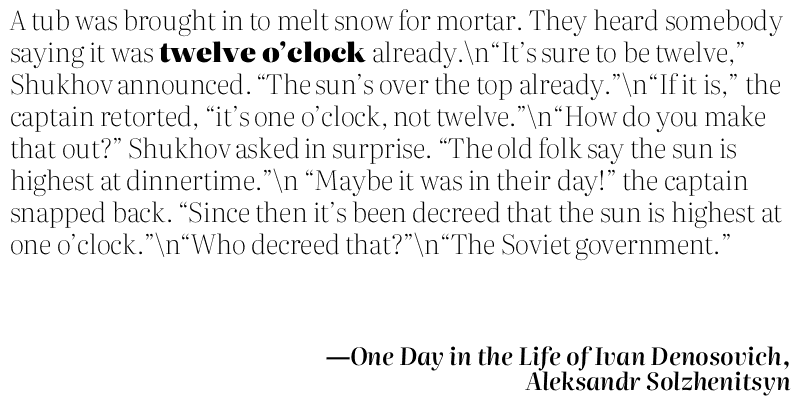 A tub was brought in to melt snow for mortar. They heard somebody
saying it was twelve o’clock already.\n“It’s sure to be twelve,”
Shukhov announced. “The sun’s over the top already.”\n“If it is,” the
captain retorted, “it’s one o’clock, not twelve.”\n“How do you make
that out?” Shukhov asked in surprise. “The old folk say the sun is
highest at dinnertime.”\n “Maybe it was in their day!” the captain
snapped back. “Since then it’s been decreed that the sun is highest at
one o’clock.”\n“Who decreed that?”\n“The Soviet government.”
—One Day in the Life of Ivan Denosovich,
Aleksandr Solzhenitsyn